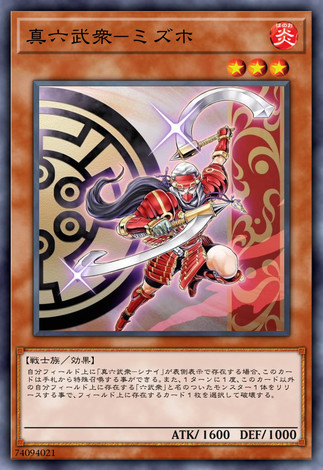 真六武衆－ミズホ
ほのお
炎
【戦士族／効果】
自分フィールド上に「真六武衆－シナイ」が表側表示で存在する場合、このカ
ードは手札から特殊召喚する事ができる。また、1ターンに1度、このカード以外
の自分フィールド上に存在する「六武衆」と名のついたモンスター1体をリリ
ースする事で、フィールド上に存在するカード1枚を選択して破壊する。
ATK/ 1600 DEF/1000
74094021